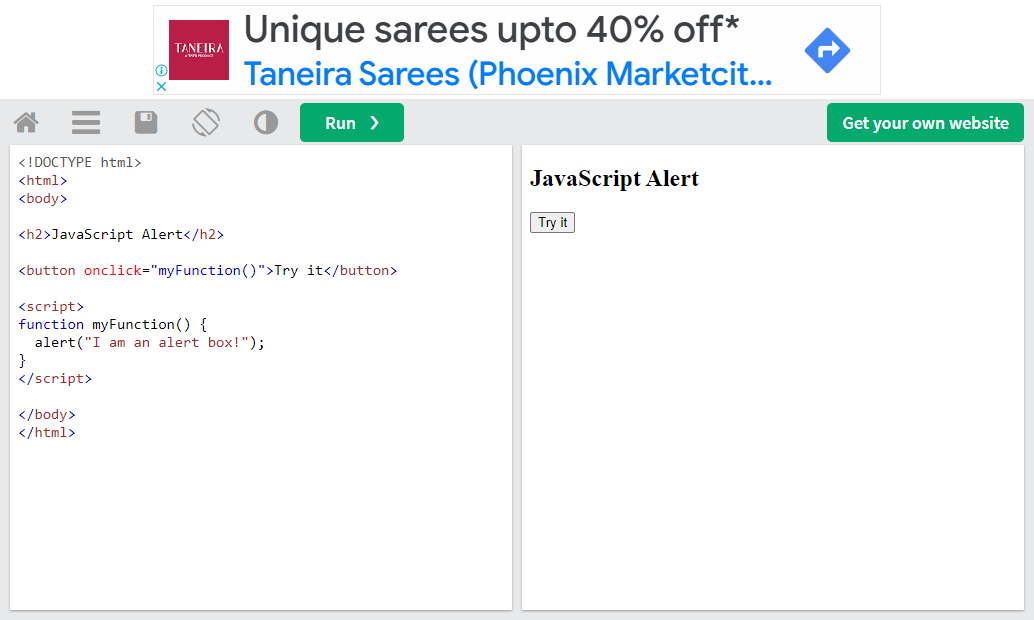 Unique sarees upto 40% off*
TANEIRA
A TATA PRODUCT
Taneira Sarees (Phoenix Marketcit...
Run ❯
Get your own website
<!DOCTYPE html>
<html>
<body>
<h2>JavaScript Alert</h2>
<button onclick="myFunction()">Try it</button>
<script>
function myFunction() {
  alert("I am an alert box!");
}
</script>
</body>
</html>
JavaScript Alert
Try it